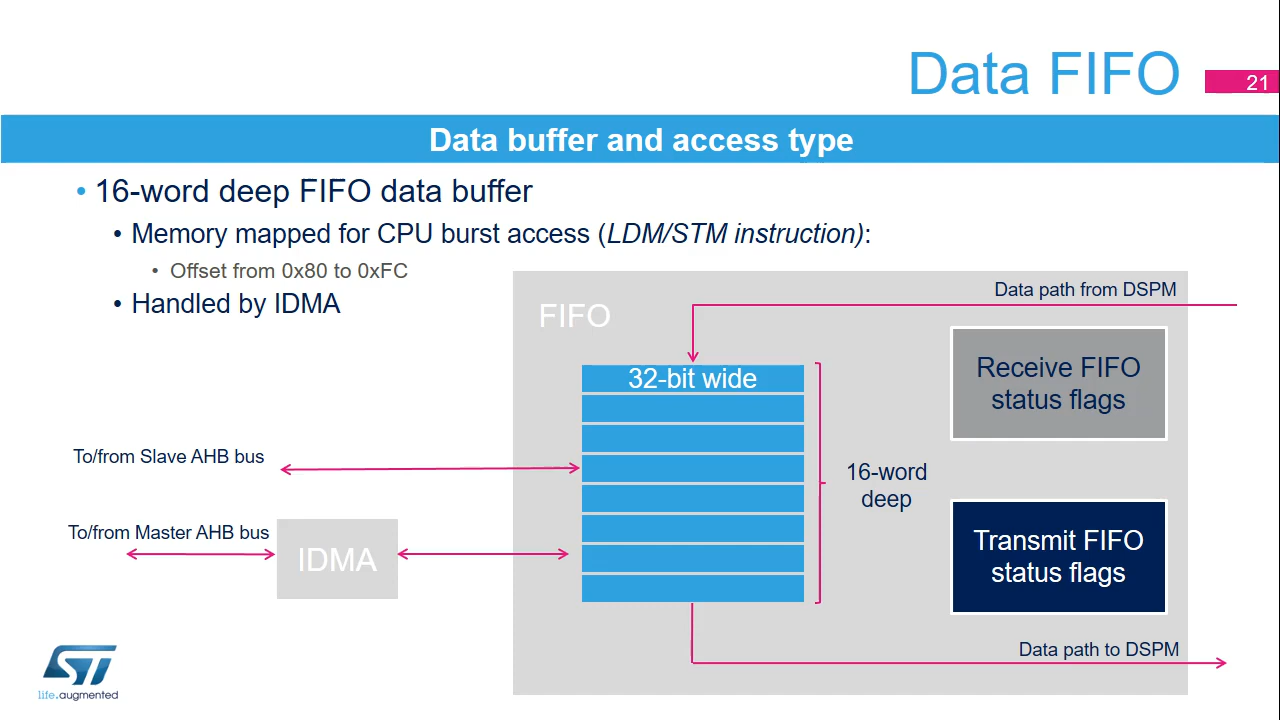 Data FIFO
21
Data buffer and access type
• 16-word deep FIFO data buffer
• Memory mapped for CPU burst access (LDM/STM instruction):
• Offset from 0x80 to 0xFC
• Handled by IDMA
Data path from DSPM
FIFO
Receive FIFO
status flags
32-bit wide
To/from Slave AHB bus
16-word
deep
To/from Master AHB bus
IDMA
Transmit FIFO
status flags
Data path to DSPM
ST
life.augmented